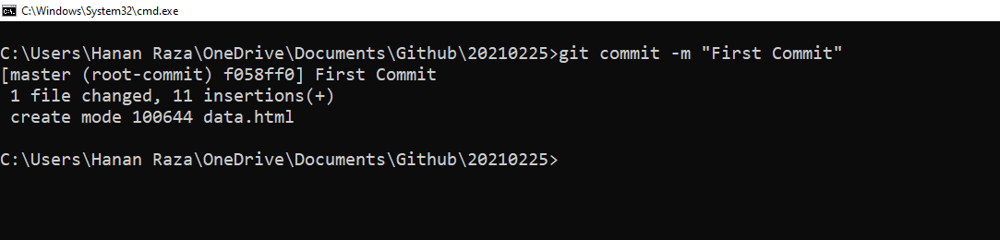 C:\Windows\System32\cmd.exe
C:\Users\Hanan Raza\OneDrive\Documents\Github\20210225>git commit -m "First Commit"
[master (root-commit) f058ff0] First Commit
 1 file changed, 11 insertions(+)
 create mode 100644 data.html
C:\Users\Hanan Raza\OneDrive\Documents\Github\20210225>